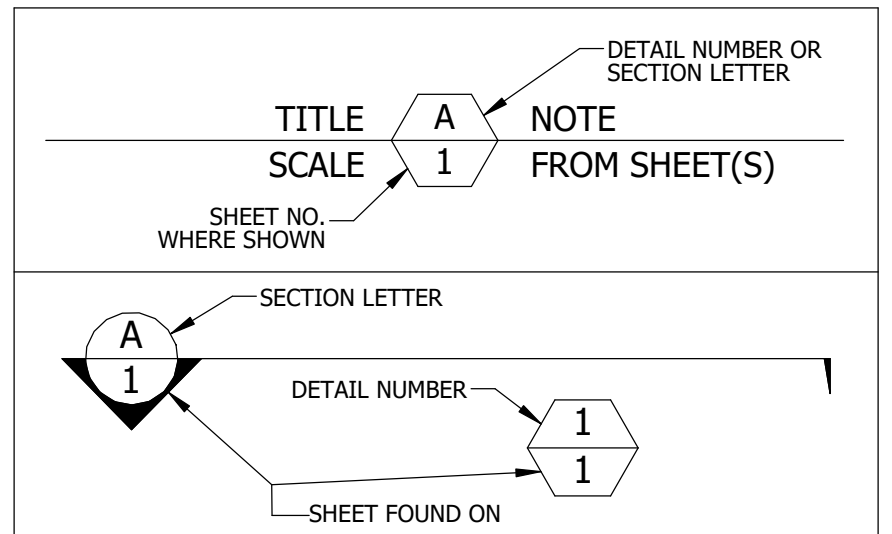 DETAIL NUMBER OR
SECTION LETTER
TITLE A NOTE
SCALE 1 FROM SHEET(S)
SHEET NO.
WHERE SHOWN
SECTION LETTER
A
1
DETAIL NUMBER
1
1
SHEET FOUND ON